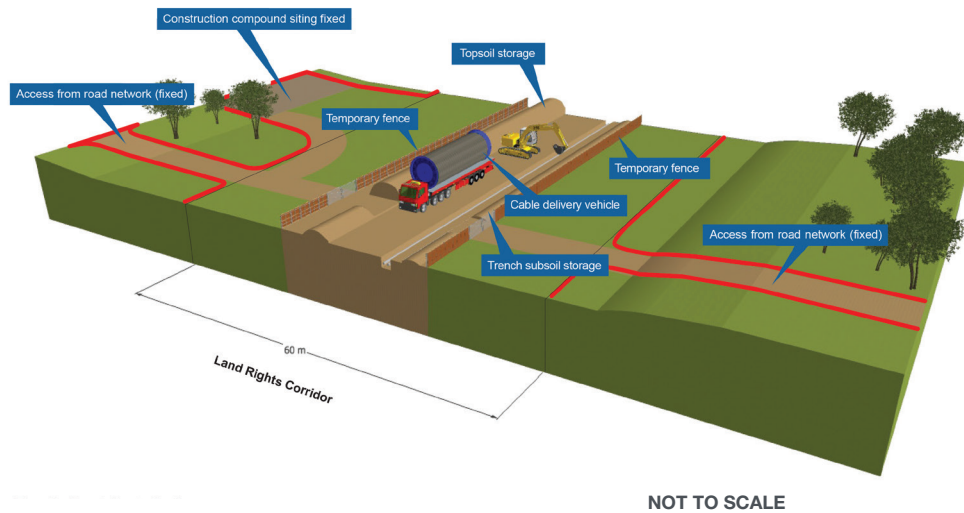 Construction compound siting fixed
Topsoil storage
Access from road network (fixed)
Temporary fence
Temporary fence
Cable delivery vehicle
Access from road network (fixed)
Trench subsoil storage
60 m
Land Rights Corridor
NOT TO SCALE